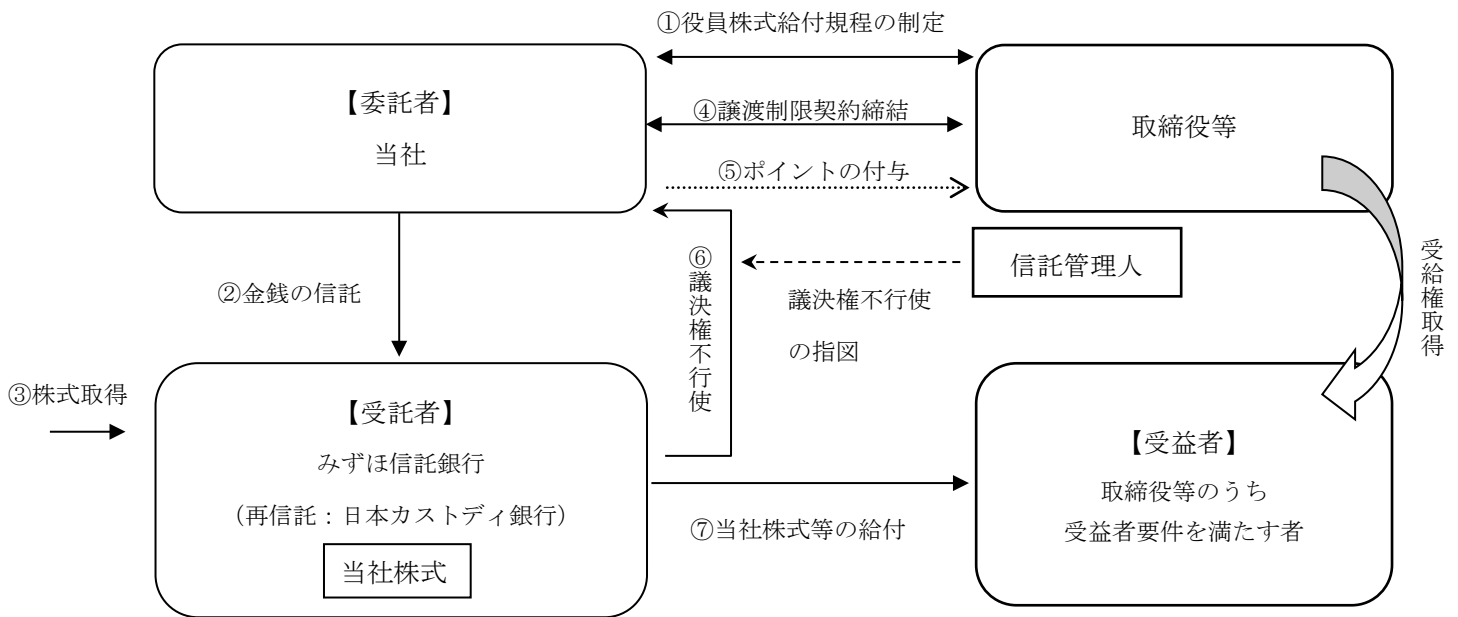 ①役員株式給付規程の制定
【委託者】
当社
④譲渡制限契約締結
取締役等
⑤ポイントの付与
⑥議決権不行使
信託管理人
議決権不行使
の指図
受給権取得
②金銭の信託
③株式取得
【受託者】
みずほ信託銀行
（再信託：日本カストディ銀行）
当社株式
⑦当社株式等の給付
【受益者】
取締役等のうち
受益者要件を満たす者